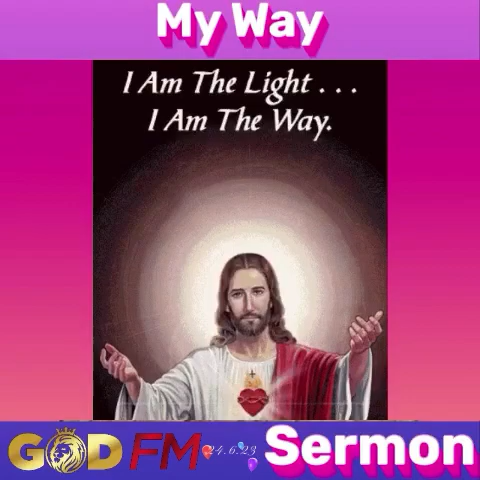 My Way
I Am The Light . . .
I Am The Way.
GOD FM 24.6.23 Sermon